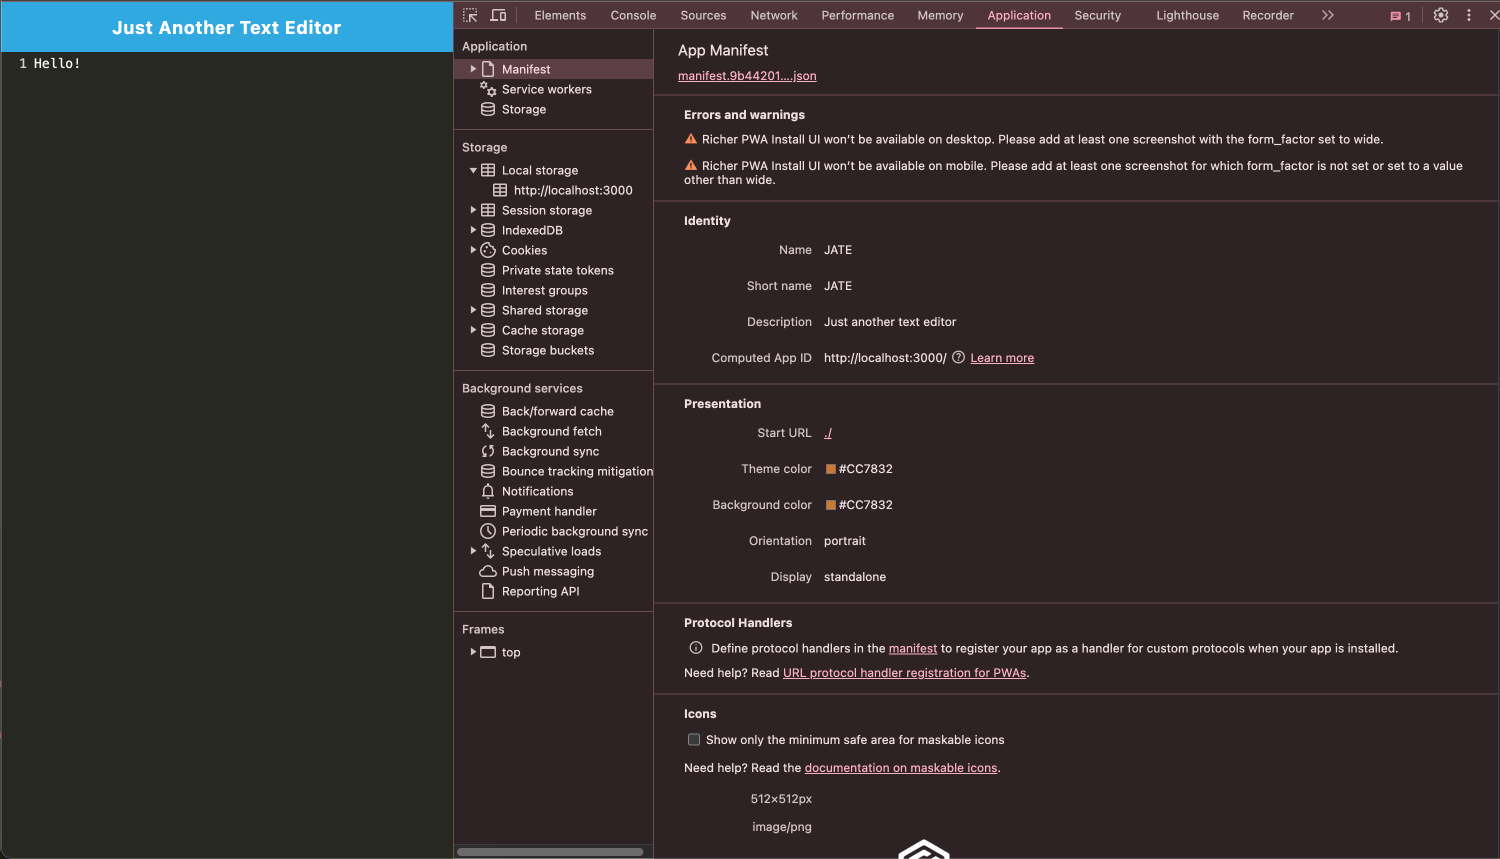 Just Another Text Editor
1 Hello!
Elements Console Sources Network Performance Memory Application Security Lighthouse Recorder 1
Application
Manifest
Service workers
Storage
Storage
Local storage
http://localhost:3000
Session storage
IndexedDB
Cookies
Private state tokens
Interest groups
Shared storage
Cache storage
Storage buckets
Background services
Back/forward cache
Background fetch
Background sync
Bounce tracking mitigation
Notifications
Payment handler
Periodic background sync
Speculative loads
Push messaging
Reporting API
Frames
top
App Manifest
manifest.9b44201....json
Errors and warnings
Richer PWA Install UI won't be available on desktop. Please add at least one screenshot with the form_factor set to wide.
Richer PWA Install UI won't be available on mobile. Please add at least one screenshot for which form_factor is not set or set to a value
other than wide.
Identity
Name JATE
Short name JATE
Description Just another text editor
Computed App ID http://localhost:3000/ Learn more
Presentation
Start URL ./
Theme color #CC7832
Background color #CC7832
Orientation portrait
Display standalone
Protocol Handlers
Define protocol handlers in the manifest to register your app as a handler for custom protocols when your app is installed.
Need help? Read URL protocol handler registration for PWAs.
Icons
Show only the minimum safe area for maskable icons
Need help? Read the documentation on maskable icons.
512×512px
image/png